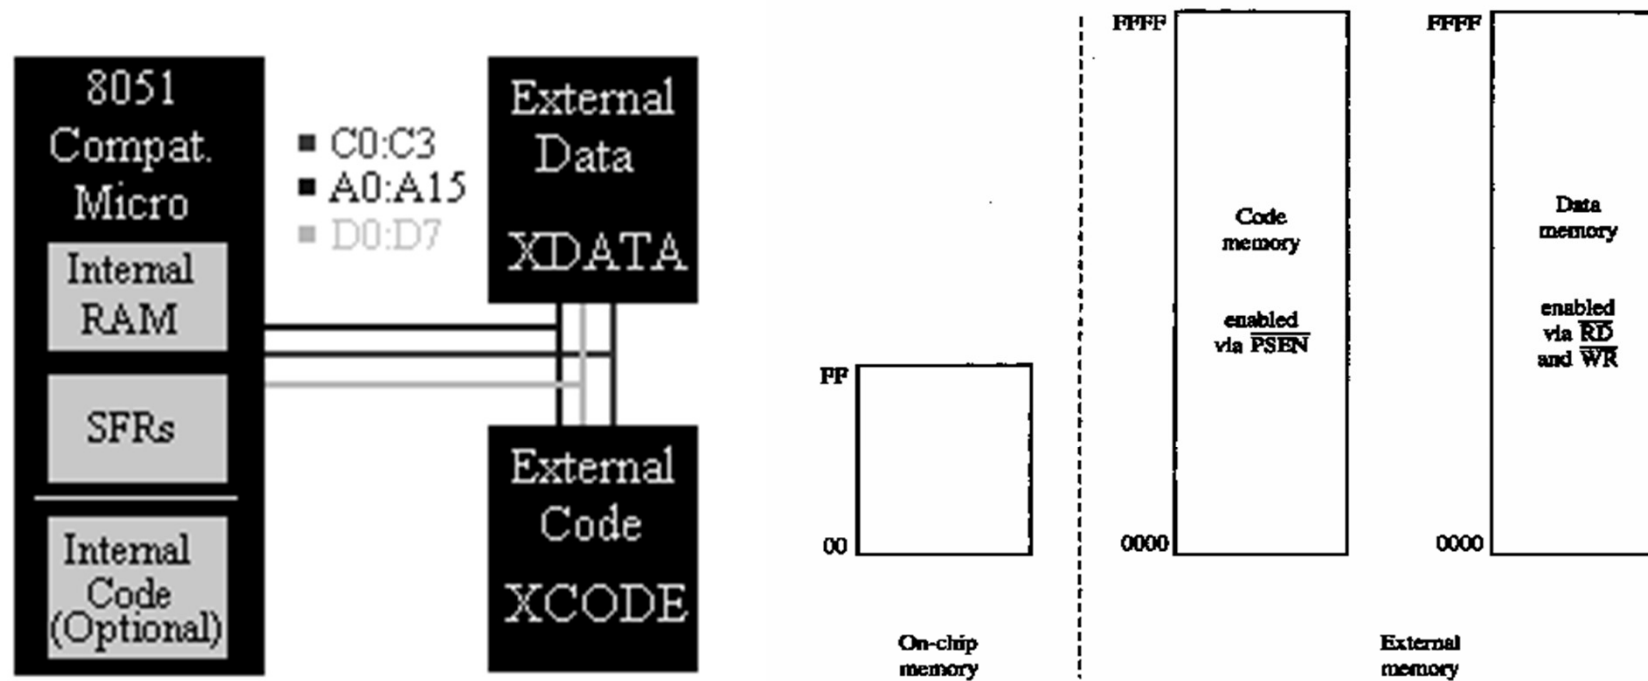 8051
Compat.
Micro
Internal
RAM
SFRs
Internal
Code
(Optional)
C0:C3
A0:A15
D0:D7
External
Data
XDATA
External
Code
XCODE
FF
00
On-chip
memory
FFFF
Code
memory
enabled
via PSEN
0000
FFFF
Data
memory
enabled
via RD
and WR
0000
External
memory